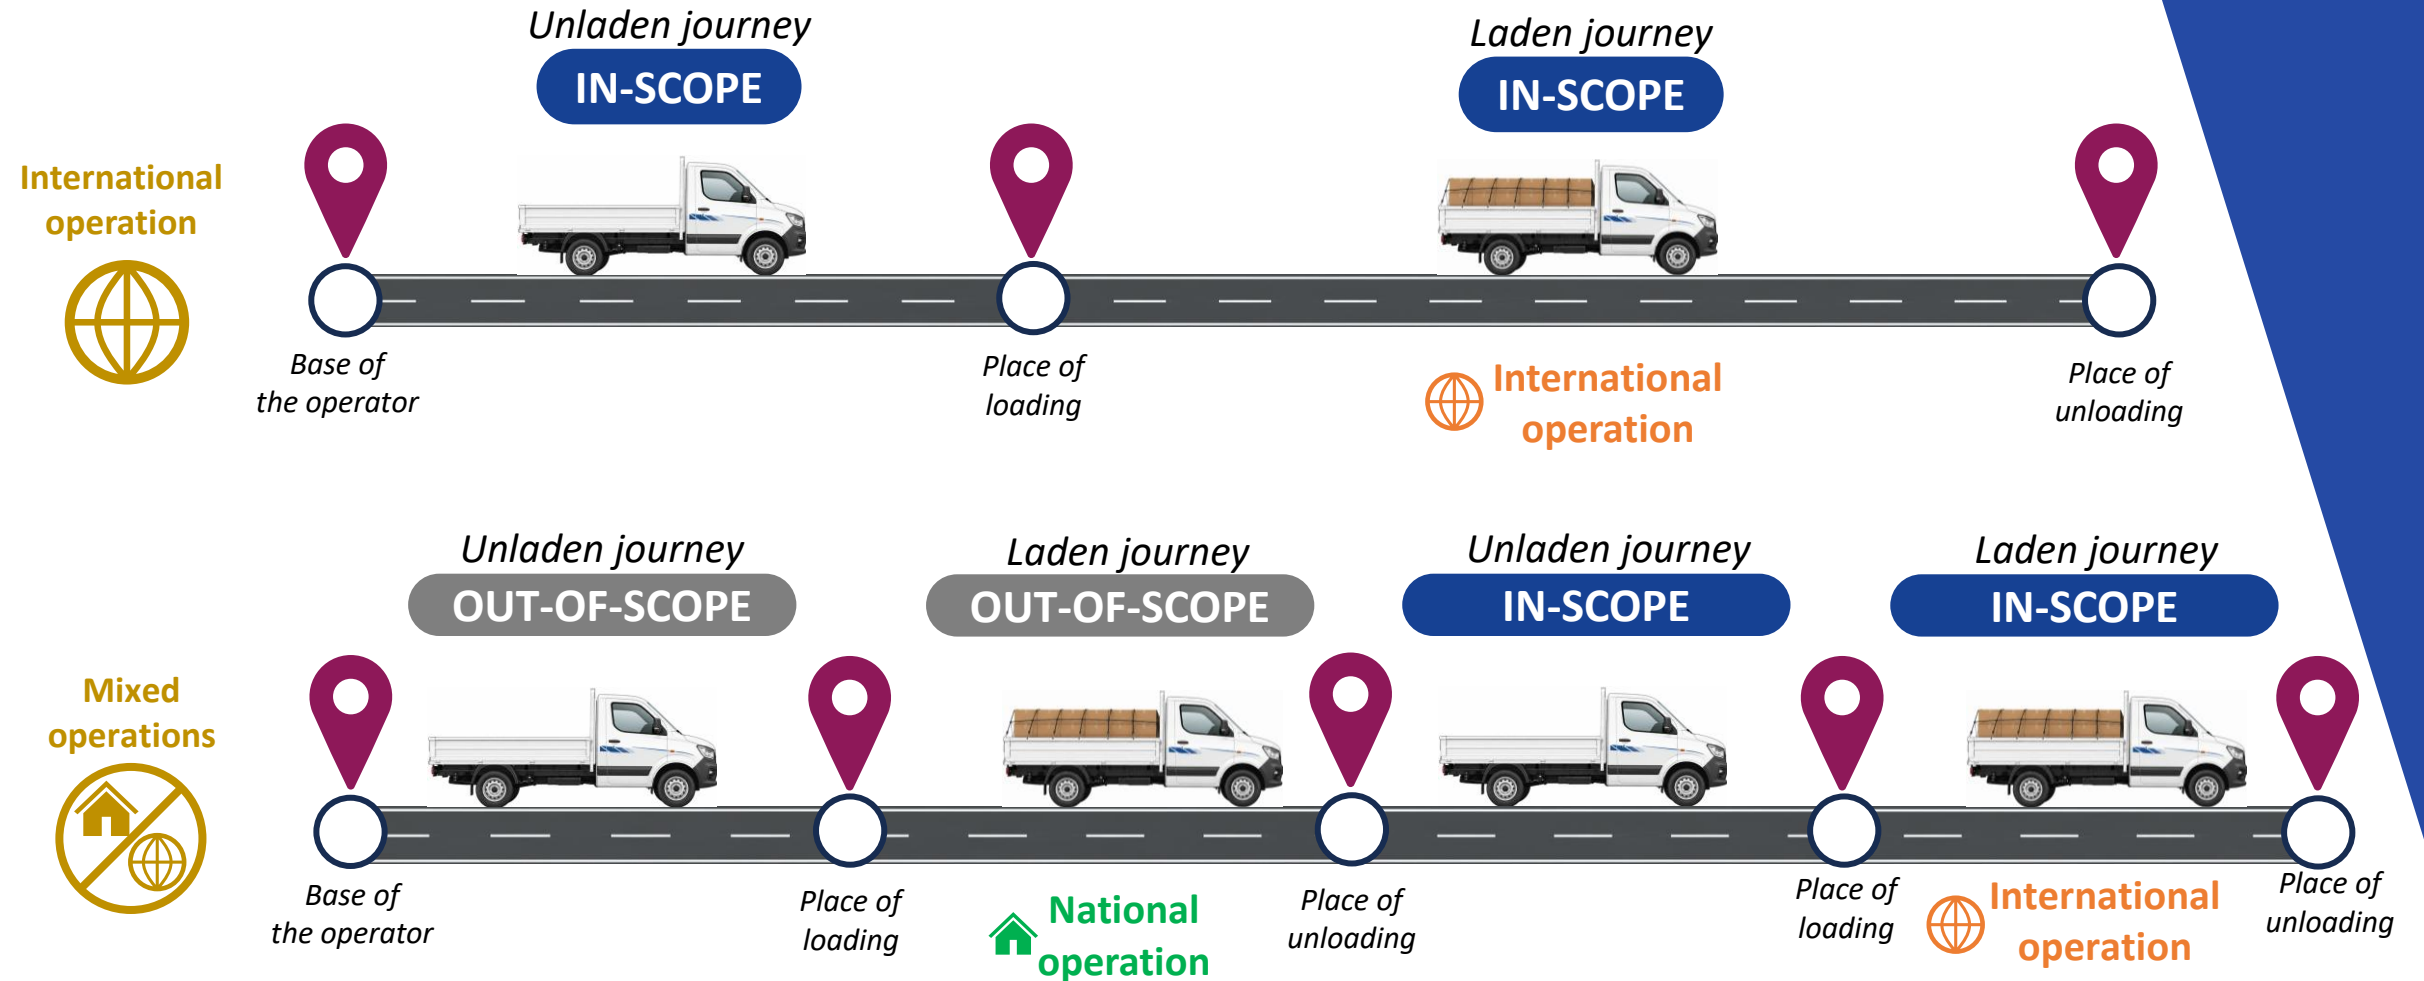 Unladen journey
IN-SCOPE
Laden journey
IN-SCOPE
International
operation
Base of
the operator
Place of
loading
International
operation
Place of
unloading
Unladen journey
OUT-OF-SCOPE
Laden journey
OUT-OF-SCOPE
Unladen journey
IN-SCOPE
Laden journey
IN-SCOPE
Mixed
operations
Base of
the operator
Place of
loading
National
operation
Place of
unloading
Place of
loading
International
operation
Place of
unloading